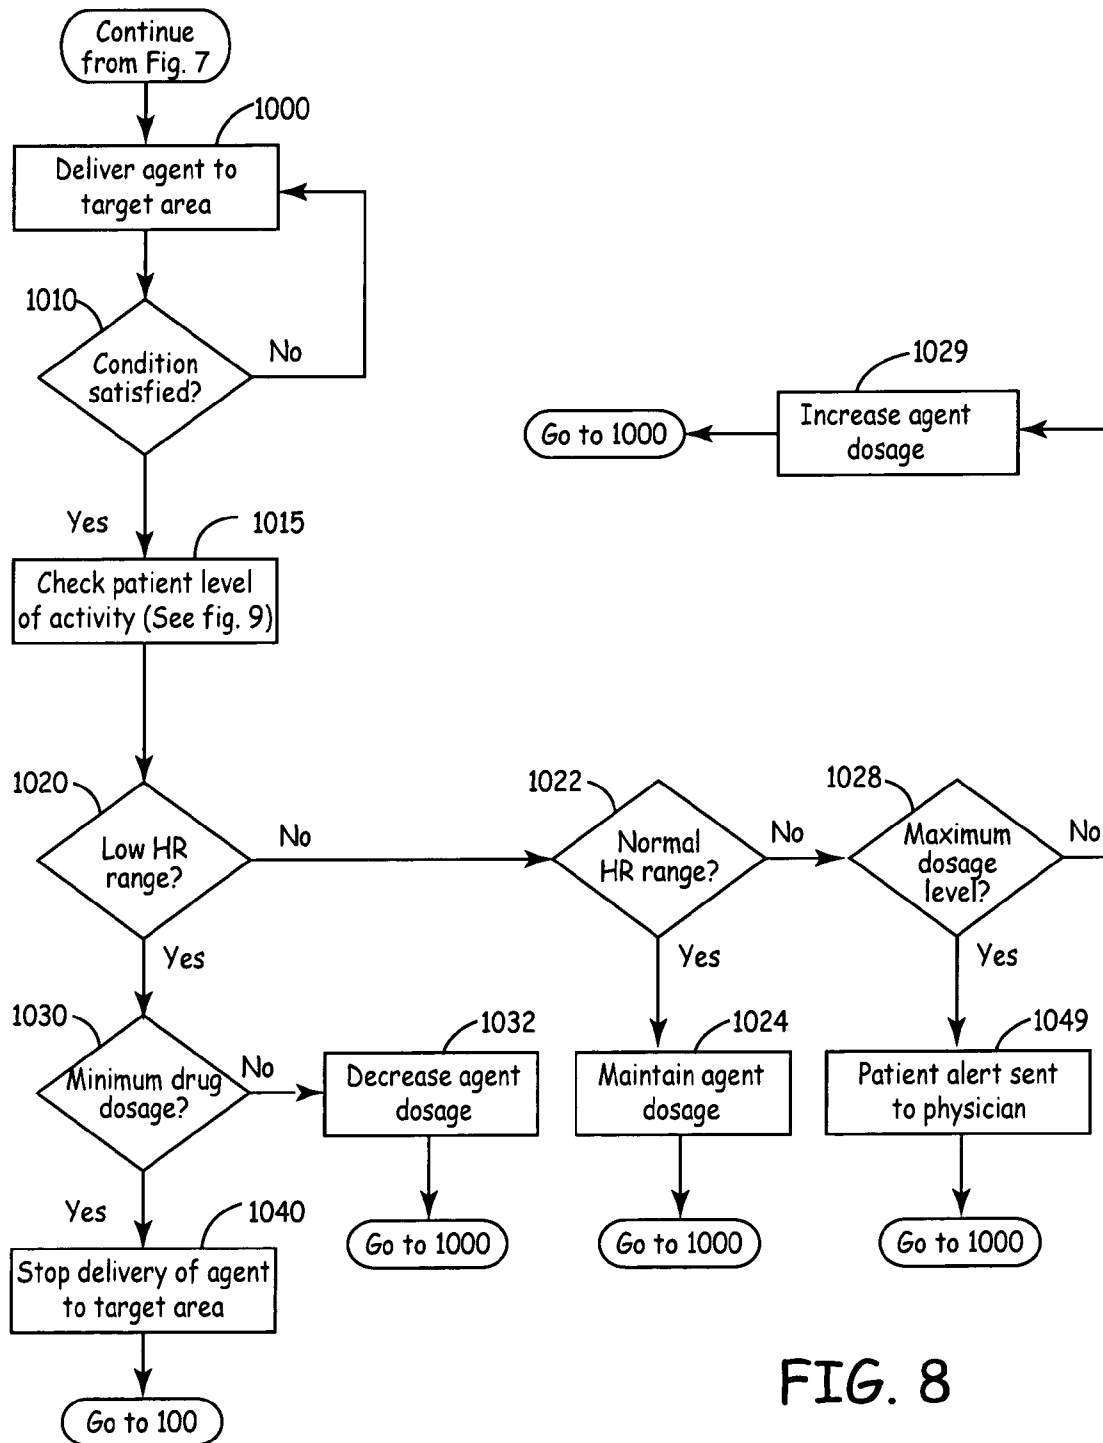 Continue
from Fig. 7
1000
Deliver agent to
target area
1010
Condition
satisfied?
No
1029
Increase agent
dosage
Go to 1000
Yes
1015
Check patient level
of activity (See fig. 9)
1020
Low HR
range?
No
1022
Normal
HR range?
No
1028
Maximum
dosage
level?
No
Yes
Yes
Yes
1030
Minimum drug
dosage?
No
1032
Decrease agent
dosage
1024
Maintain agent
dosage
1049
Patient alert sent
to physician
Yes
1040
Stop delivery of agent
to target area
Go to 1000
Go to 1000
Go to 1000
Go to 100
FIG. 8